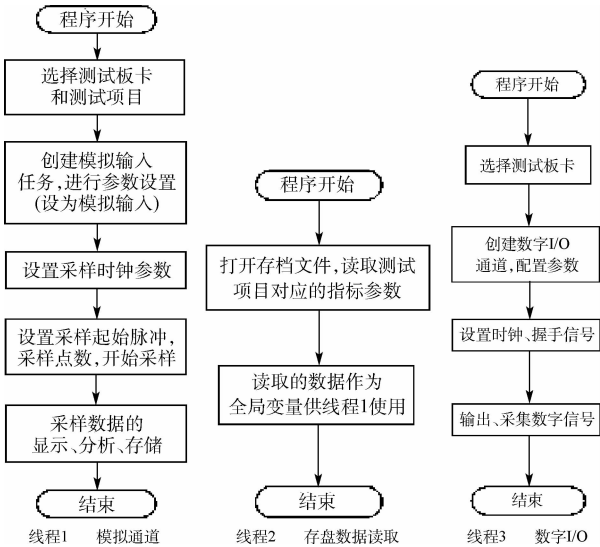 程序开始
选择测试板卡
和测试项目
创建模拟输入
任务,进行参数设置
(设为模拟输入)
设置采样时钟参数
设置采样起始脉冲,
采样点数,开始采样
采样数据的
显示、分析、存储
结束
线程1 模拟通道
程序开始
打开存档文件,读取测试
项目对应的指标参数
读取的数据作为
全局变量供线程1使用
结束
线程2 存盘数据读取
程序开始
选择测试板卡
创建数字I/O
通道,配置参数
设置时钟、握手信号
输出、采集数字信号
结束
线程3 数字I/O